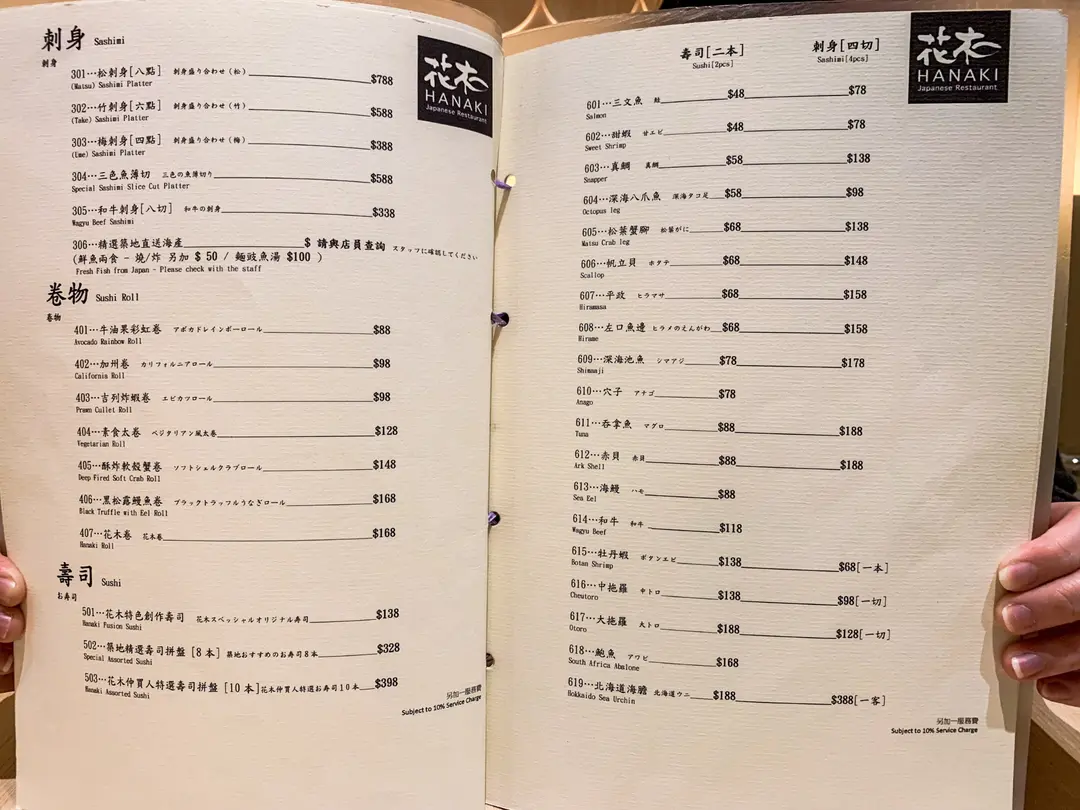 刺身 Sashimi
刺身
301…松刺身[八點] 刺身盛り合わせ(松) $788
(Matsu) Sashimi Platter
302…竹刺身[六點] 刺身盛り合わせ(竹) $588
(Take) Sashimi Platter
303…梅刺身[四點] 刺身盛り合わせ(梅) $388
(Ume) Sashimi Platter
304…三色魚薄切 三色の魚薄切り $588
Special Sashimi Slice Cut Platter
305…和牛刺身[八切] 和牛の刺身 $338
Wagyu Beef Sashimi
306…精選築地直送海產 $ 請與店員查詢 スタッフに確認してください
(鮮魚兩食 - 燒/炸 另加 $ 50 / 麵豉魚湯 $100 )
Fresh Fish from Japan - Please check with the staff
卷物 Sushi Roll
卷物
401…牛油果彩虹卷 アボカドレインボーロール $88
Avocado Rainbow Roll
402…加州卷 カリフォルニアロール $98
California Roll
403…吉列炸蝦卷 エビカツロール $98
Prawn Cullet Roll
404…素食太卷 ベジタリアン風太巻 $128
Vegetarian Roll
405…酥炸軟殼蟹卷 ソフトシェルクラブロール $148
Deep Fired Soft Crab Roll
406…黑松露鰻魚卷 ブラックトラッフルうなぎロール $168
Black Truffle with Eel Roll
407…花木卷 花木巻 $168
Hanaki Roll
壽司 Sushi
お寿司
501…花木特色創作壽司 花木スペッシャルオリジナル寿司 $138
Hanaki Fusion Sushi
502…築地精選壽司拼盤 [8 本] 築地おすすめのお寿司8本 $328
Special Assorted Sushi
503…花木仲買人特選壽司拼盤 [10 本] 花木仲買人特選お寿司10本 $398
Hanaki Assorted Sushi
另加一服務費
Subject to 10% Service Charge
花木
HANAKI
Japanese Restaurant
壽司[二本] 刺身[四切]
Sushi[2pcs] Sashimi[4pcs]
花木
HANAKI
Japanese Restaurant
601…三文魚 鮭 $48 $78
Salmon
602…甜蝦 甘エビ $48 $78
Sweet Shrimp
603…真鯛 真鯛 $58 $138
Snapper
604…深海八爪魚 深海タコ足 $58 $98
Octopus leg
605…松葉蟹腳 松葉がに $68 $138
Matsu Crab leg
606…帆立貝 ホタテ $68 $148
Scallop
607…平政 ヒラマサ $68 $158
Hiramasa
608…左口魚邊 ヒラメのえんがわ $68 $158
Hirame
609…深海池魚 シマアジ $78 $178
Shimaaji
610…穴子 アナゴ $78
Anago
611…吞拿魚 マグロ $88 $188
Tuna
612…赤貝 赤貝 $88 $188
Ark Shell
613…海鰻 ハモ $88
Sea Eel
614…和牛 和牛 $118
Wagyu Beef
615…牡丹蝦 ボタンエビ $138 $68[一本]
Botan Shrimp
616…中拖羅 中トロ $138 $98[一切]
Cheutoro
617…大拖羅 大トロ $188 $128[一切]
Otoro
618…鮑魚 アワビ $168
South Africa Abalone
619…北海道海膽 北海道ウニ $188 $388[一客]
Hokkaido Sea Urchin
另加一服務費
Subject to 10% Service Charge